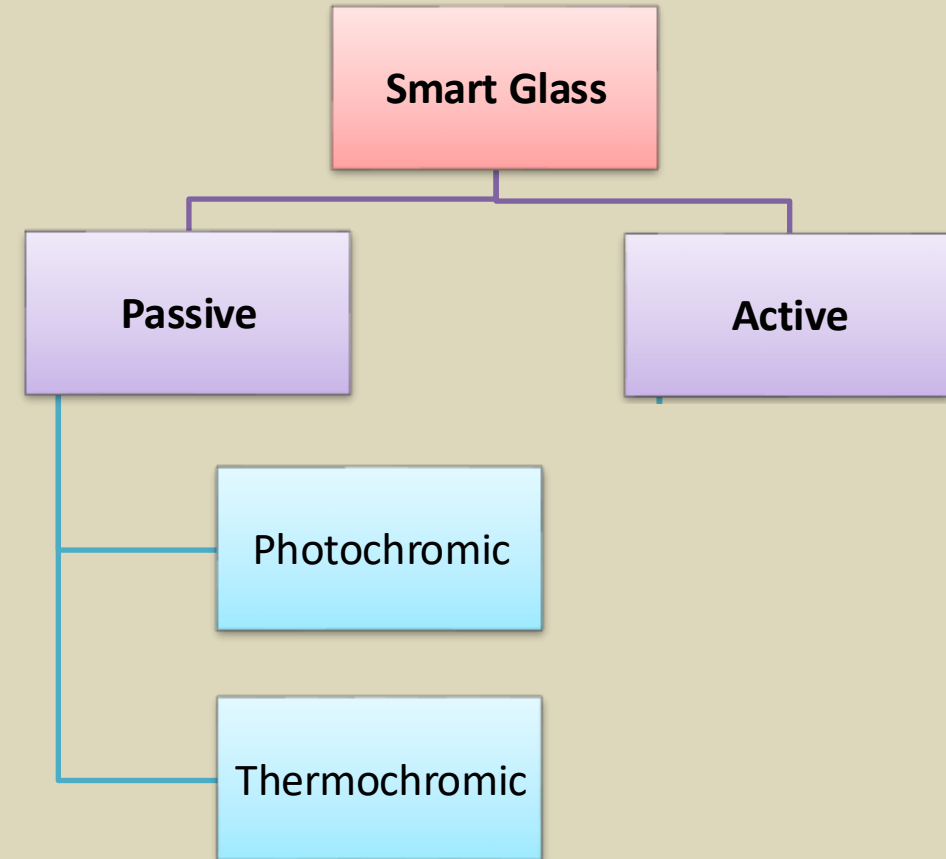 Smart Glass
Passive
Active
Photochromic
Thermochromic